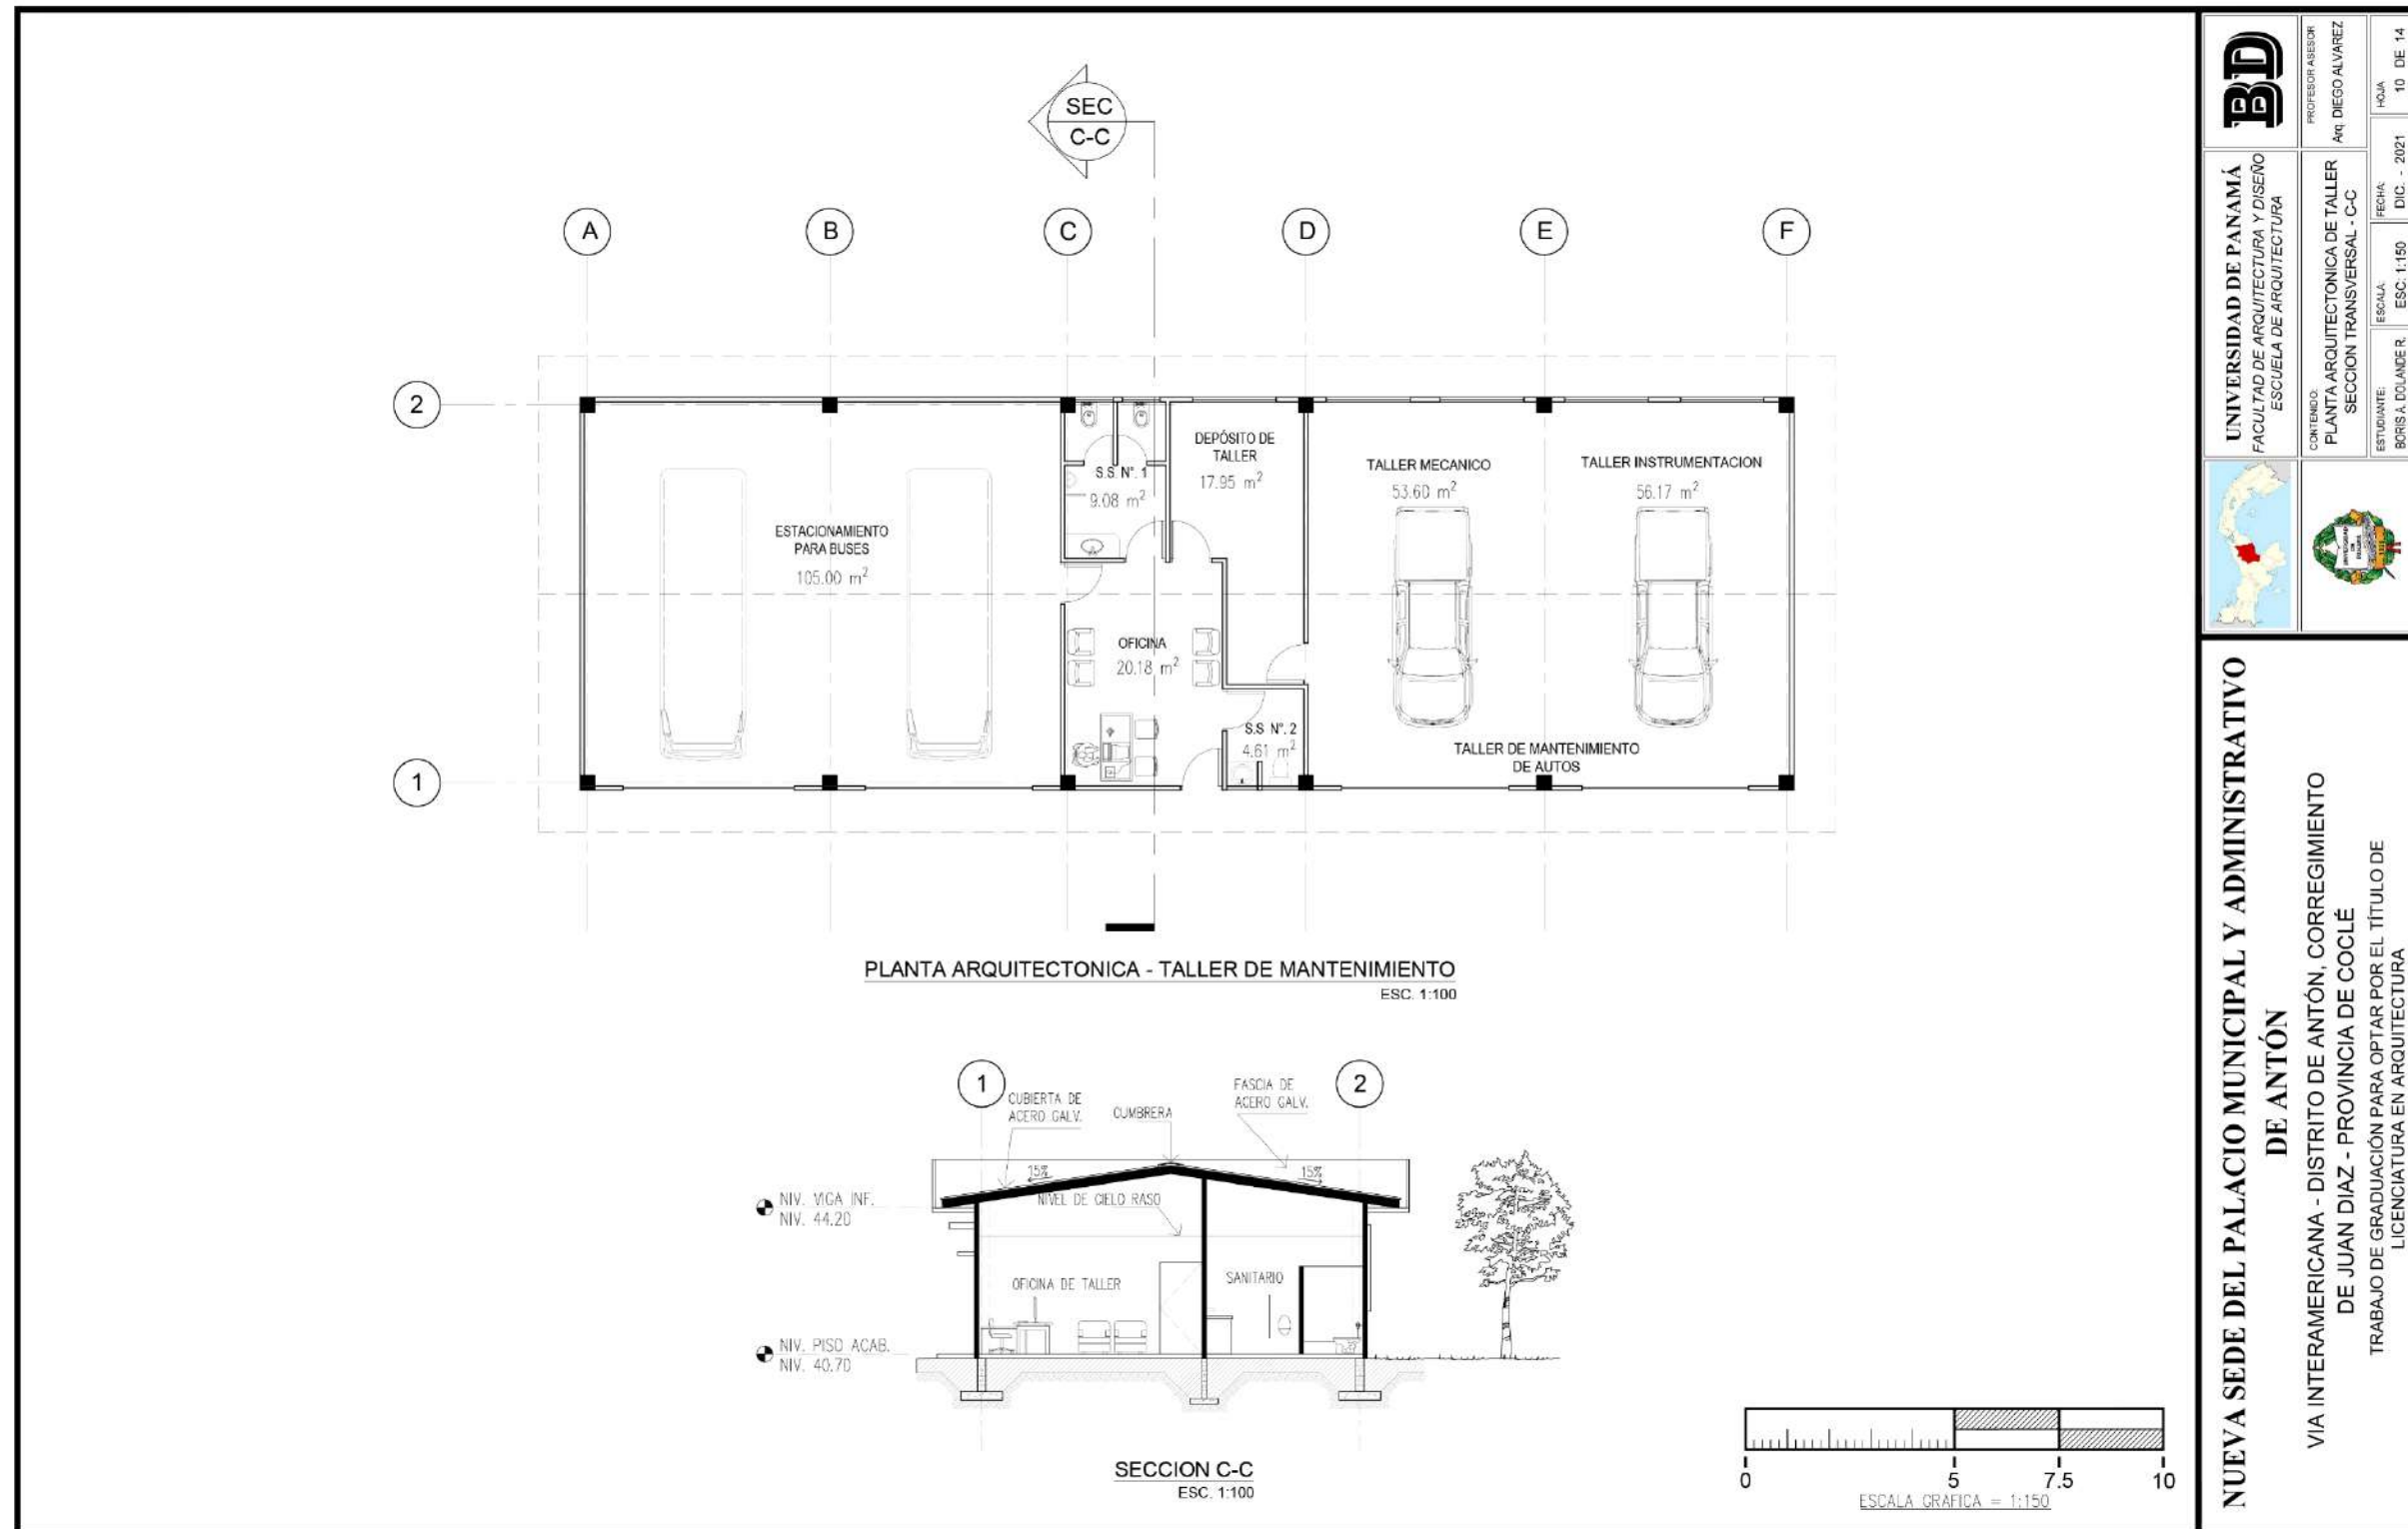 SEC
C-C
A
B
C
D
E
F
2
1
ESTACIONAMIENTO
PARA BUSES
105.00 m²
S.S. N°. 1
9.08 m²
DEPÓSITO DE
TALLER
17.95 m²
OFICINA
20.18 m²
S.S N°. 2
4.61 m²
TALLER MECANICO
53.60 m²
TALLER INSTRUMENTACION
56.17 m²
TALLER DE MANTENIMIENTO
DE AUTOS
PLANTA ARQUITECTONICA - TALLER DE MANTENIMIENTO
ESC. 1:100
1
2
CUBIERTA DE
ACERO GALV.
CUMBRERA
FASCIA DE
ACERO GALV.
15%
15%
NIVEL DE CIELO RASO
NIV. VIGA INF.
NIV. 44.20
OFICINA DE TALLER
SANITARIO
NIV. PISO ACAB.
NIV. 40.70
SECCION C-C
ESC. 1:100
0
5
7.5
10
ESCALA GRAFICA = 1:150
BD
UNIVERSIDAD DE PANAMÁ
FACULTAD DE ARQUITECTURA Y DISEÑO
ESCUELA DE ARQUITECTURA
PROFESOR ASESOR
Arq. DIEGO ALVAREZ
CONTENIDO:
PLANTA ARQUITECTONICA DE TALLER
SECCION TRANSVERSAL - C-C
ESTUDIANTE:
BORIS A. DOLANDE R.
ESCALA:
ESC: 1:150
FECHA:
DIC. - 2021
HOJA
10 DE 14
NUEVA SEDE DEL PALACIO MUNICIPAL Y ADMINISTRATIVO
DE ANTÓN
VIA INTERAMERICANA - DISTRITO DE ANTÓN, CORREGIMIENTO
DE JUAN DIAZ - PROVINCIA DE COCLÉ
TRABAJO DE GRADUACIÓN PARA OPTAR POR EL TÍTULO DE
LICENCIATURA EN ARQUITECTURA